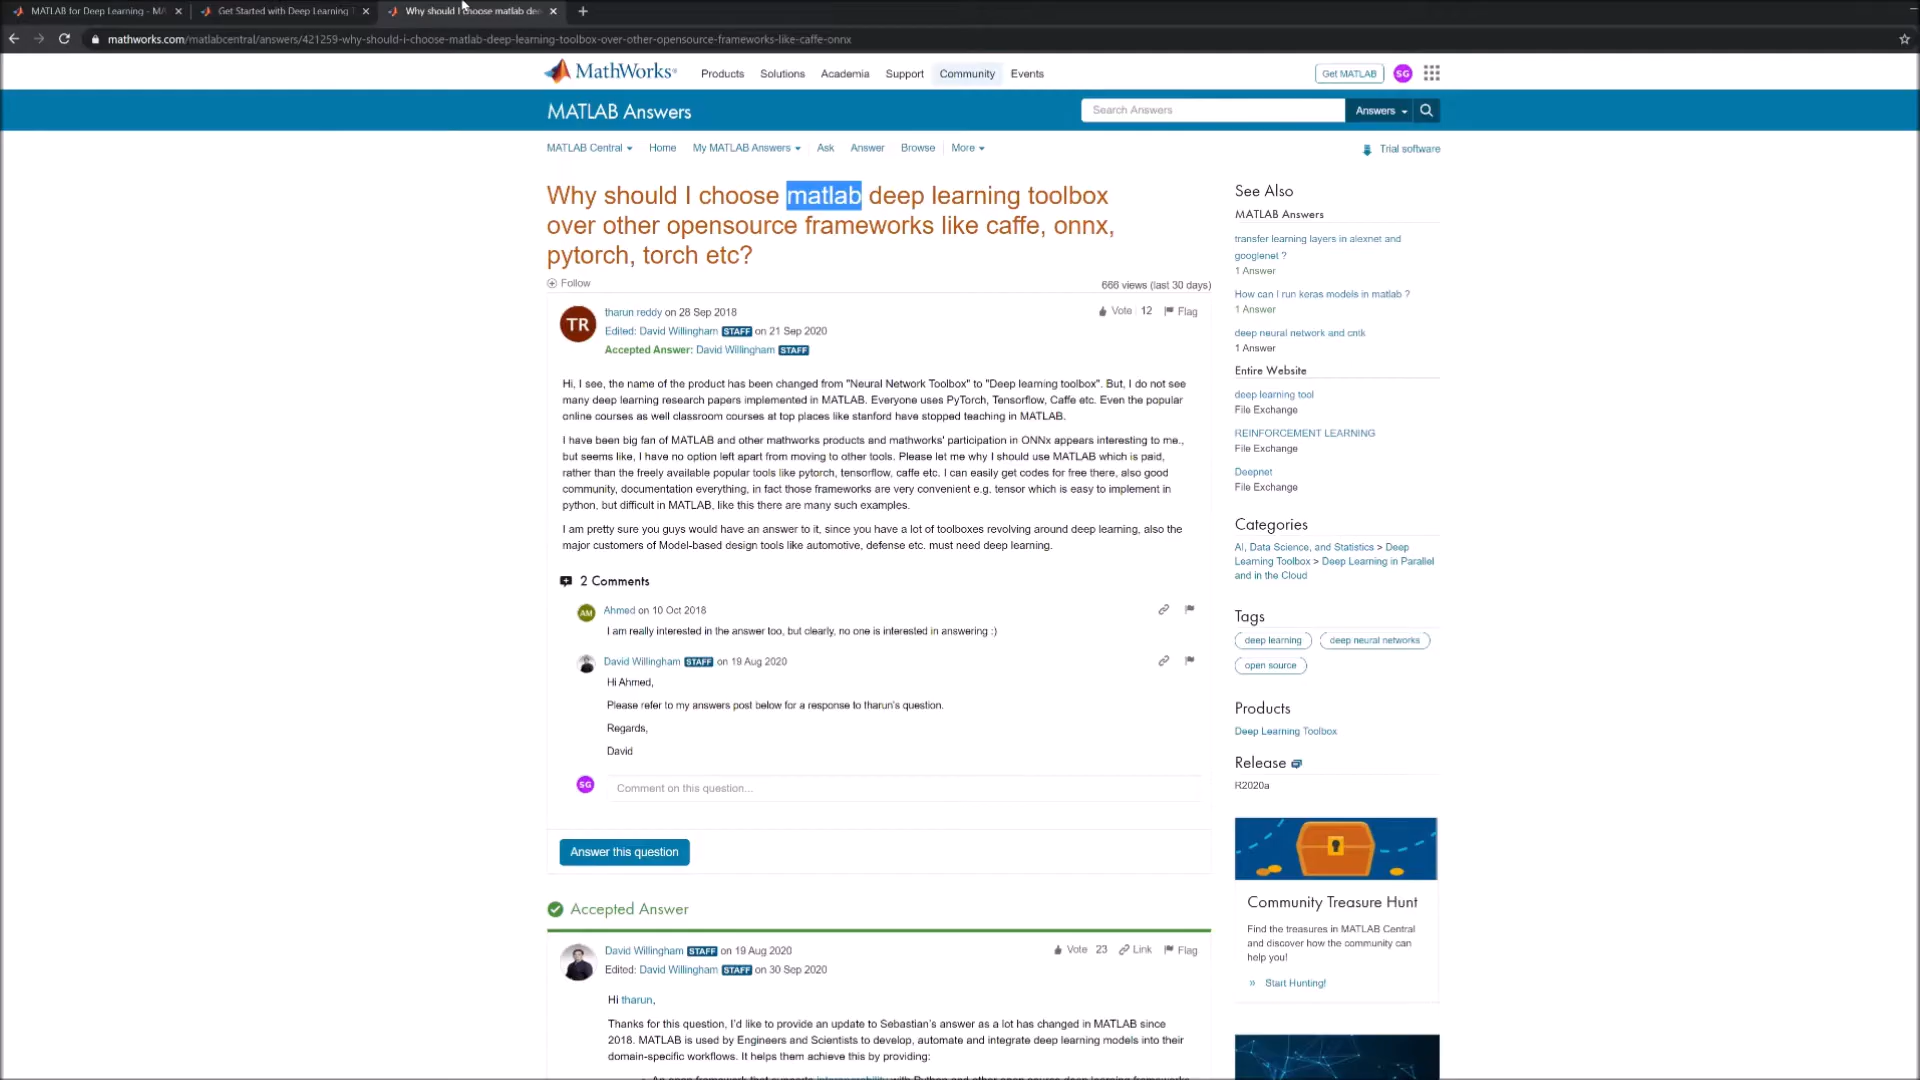 MATLAB for Deep Learning - MA
Get Started with Deep Learning T
Why should I choose matlab dee
mathworks.com/matlabcentral/answers/421259-why-should-i-choose-matlab-deep-learning-toolbox-over-other-opensource-frameworks-like-caffe-onnx
MathWorks®
Products Solutions Academia Support Community Events
Get MATLAB SG
MATLAB Answers
Search Answers
Answers
MATLAB Central Home My MATLAB Answers Ask Answer Browse More
Trial software
Why should I choose matlab deep learning toolbox
over other opensource frameworks like caffe, onnx,
pytorch, torch etc?
Follow
666 views (last 30 days)
TR
tharun reddy on 28 Sep 2018
Vote 12 Flag
Edited: David Willingham STAFF on 21 Sep 2020
Accepted Answer: David Willingham STAFF
Hi, I see, the name of the product has been changed from "Neural Network Toolbox" to "Deep learning toolbox". But, I do not see
many deep learning research papers implemented in MATLAB. Everyone uses PyTorch, Tensorflow, Caffe etc. Even the popular
online courses as well classroom courses at top places like stanford have stopped teaching in MATLAB.
I have been big fan of MATLAB and other mathworks products and mathworks' participation in ONNx appears interesting to me.,
but seems like, I have no option left apart from moving to other tools. Please let me why I should use MATLAB which is paid,
rather than the freely available popular tools like pytorch, tensorflow, caffe etc. I can easily get codes for free there, also good
community, documentation everything, in fact those frameworks are very convenient e.g. tensor which is easy to implement in
python, but difficult in MATLAB, like this there are many such examples.
I am pretty sure you guys would have an answer to it, since you have a lot of toolboxes revolving around deep learning, also the
major customers of Model-based design tools like automotive, defense etc. must need deep learning.
2 Comments
AM
Ahmed on 10 Oct 2018
I am really interested in the answer too, but clearly, no one is interested in answering :)
David Willingham STAFF on 19 Aug 2020
Hi Ahmed,
Please refer to my answers post below for a response to tharun's question.
Regards,
David
SG
Comment on this question...
Answer this question
Accepted Answer
David Willingham STAFF on 19 Aug 2020
Vote 23 Link Flag
Edited: David Willingham STAFF on 30 Sep 2020
Hi tharun,
Thanks for this question, I'd like to provide an update to Sebastian's answer as a lot has changed in MATLAB since
2018. MATLAB is used by Engineers and Scientists to develop, automate and integrate deep learning models into their
domain-specific workflows. It helps them achieve this by providing:
An open framework that supports interoperability with Python and other open source deep learning frameworks
See Also
MATLAB Answers
transfer learning layers in alexnet and
googlenet ?
1 Answer
How can I run keras models in matlab ?
1 Answer
deep neural network and cntk
1 Answer
Entire Website
deep learning tool
File Exchange
REINFORCEMENT LEARNING
File Exchange
Deepnet
File Exchange
Categories
AI, Data Science, and Statistics > Deep
Learning Toolbox > Deep Learning in Parallel
and in the Cloud
Tags
deep learning deep neural networks
open source
Products
Deep Learning Toolbox
Release
R2020a
Community Treasure Hunt
Find the treasures in MATLAB Central
and discover how the community can
help you!
» Start Hunting!